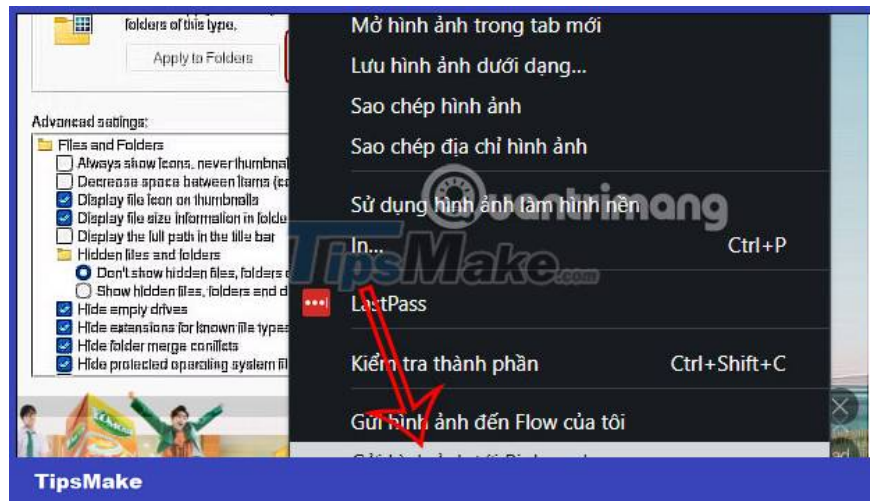 folders of this type.
Apply to Folders
Advanced settings:
Files and Folders
Always show icons, never thumbnai
Decrease space between items (co
Display file icon on thumbnails
Display file size information in folde
Display the full path in the title bar
Hidden files and folders
Don't show hidden files, folders
Show hidden files, folders and d
Hide empty drives
Hide extensions for known file types
Hide folder merge conflicts
Hide protected operating system fil
Mở hình ảnh trong tab mới
Lưu hình ảnh dưới dạng...
Sao chép hình ảnh
Sao chép địa chỉ hình ảnh
Sử dụng hình ảnh làm hình nền
In... Ctrl+P
LastPass
Kiểm tra thành phần Ctrl+Shift+C
Gửi hình ảnh đến Flow của tôi
Quantrimang
TipsMake.com
TipsMake